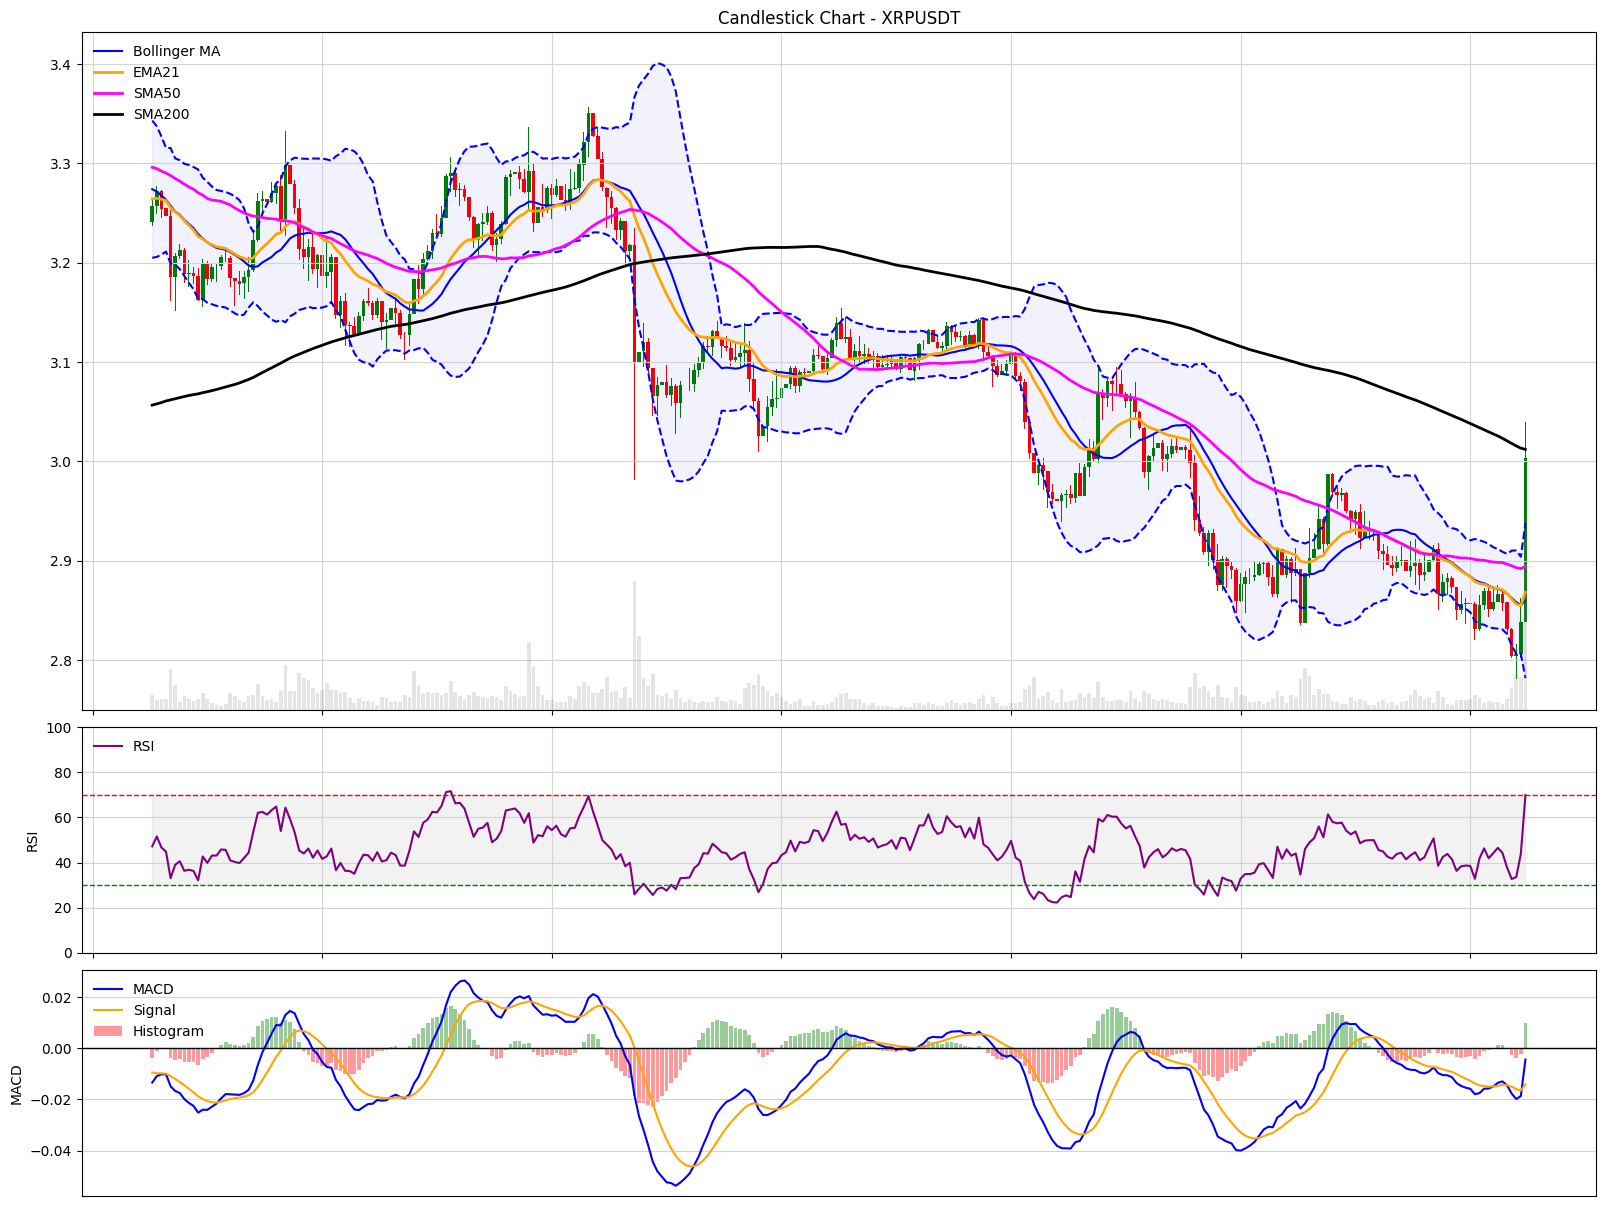 Candlestick Chart - XRPUSDT
Bollinger MA
EMA21
SMA50
SMA200
3.4
3.3
3.2
3.1
3.0
2.9
2.8
RSI
100
80
60
40
20
0
RSI
MACD
Signal
Histogram
0.02
0.00
−0.02
−0.04
MACD